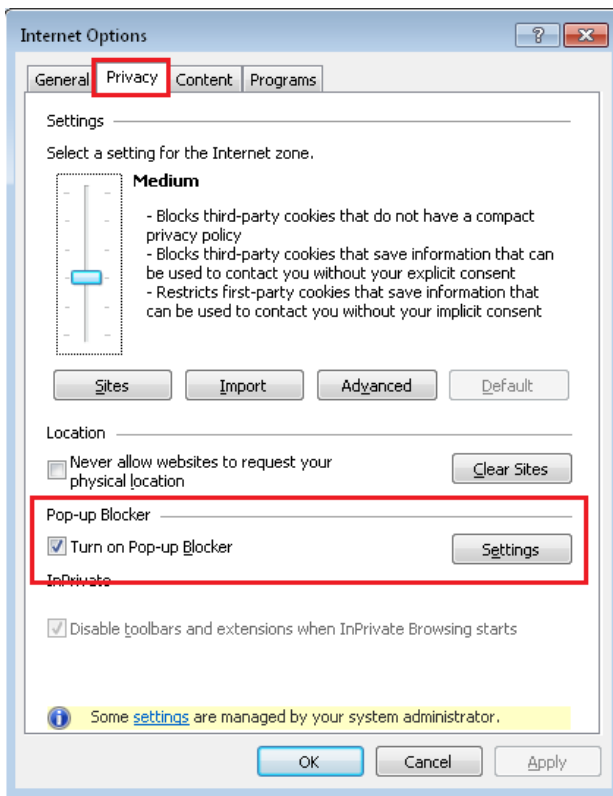 Internet Options
General Privacy Content Programs
Settings
Select a setting for the Internet zone.
Medium
- Blocks third-party cookies that do not have a compact
privacy policy
- Blocks third-party cookies that save information that can
be used to contact you without your explicit consent
- Restricts first-party cookies that save information that
can be used to contact you without your implicit consent
Sites Import Advanced Default
Location
Never allow websites to request your
physical location
Clear Sites
Pop-up Blocker
Turn on Pop-up Blocker
Settings
InPrivate
Disable toolbars and extensions when InPrivate Browsing starts
Some settings are managed by your system administrator.
OK Cancel Apply